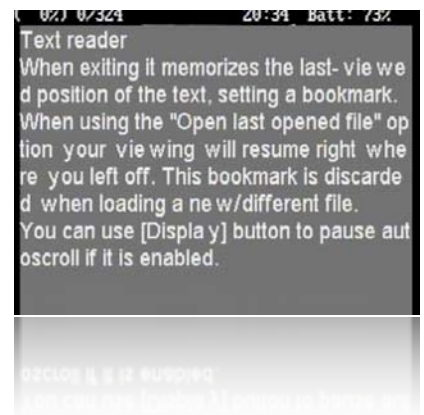 ( 0%) 0/324 20:34 Batt: 73%
Text reader
When exiting it memorizes the last- vie we
d position of the text, setting a bookmark.
When using the "Open last opened file" op
tion your vie wing will resume right whe
re you left off. This bookmark is discarde
d when loading a ne w/different file.
You can use [Displa y] button to pause aut
oscroll if it is enabled.